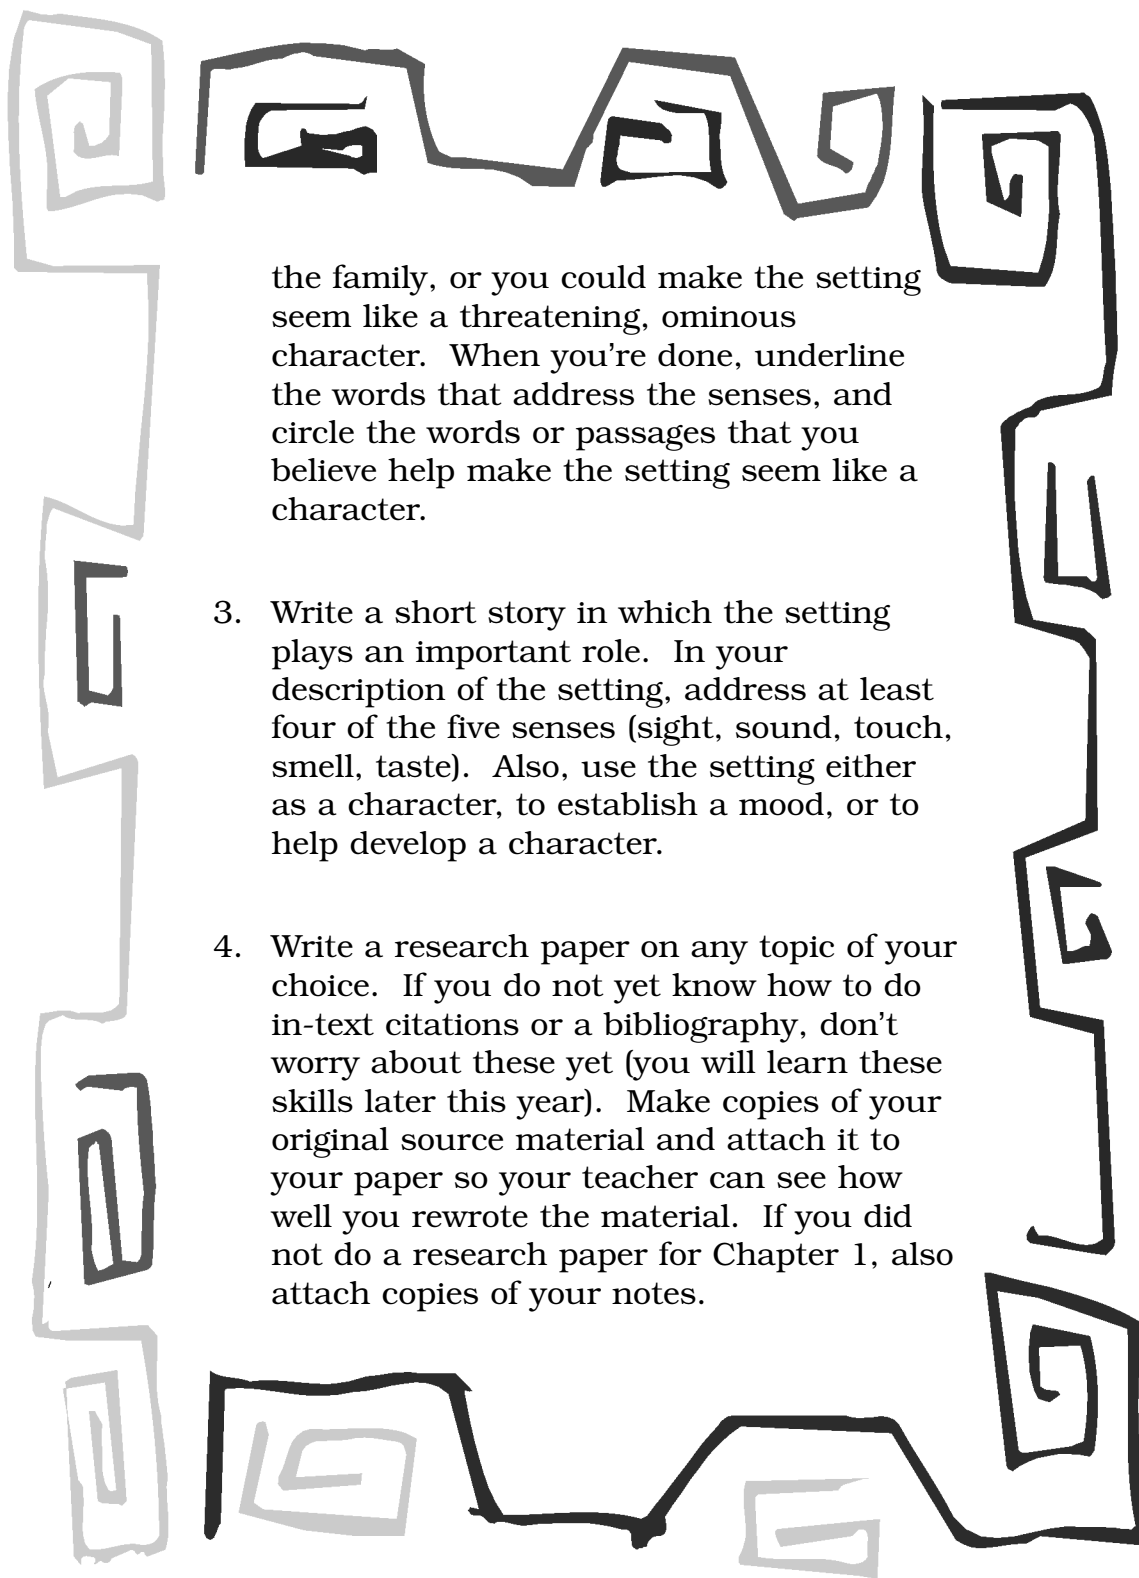 the family, or you could make the setting
seem like a threatening, ominous
character.  When you're done, underline
the words that address the senses, and
circle the words or passages that you
believe help make the setting seem like a
character.
3. Write a short story in which the setting
plays an important role.  In your
description of the setting, address at least
four of the five senses (sight, sound, touch,
smell, taste).  Also, use the setting either
as a character, to establish a mood, or to
help develop a character.
4. Write a research paper on any topic of your
choice.  If you do not yet know how to do
in-text citations or a bibliography, don't
worry about these yet (you will learn these
skills later this year).  Make copies of your
original source material and attach it to
your paper so your teacher can see how
well you rewrote the material.  If you did
not do a research paper for Chapter 1, also
attach copies of your notes.